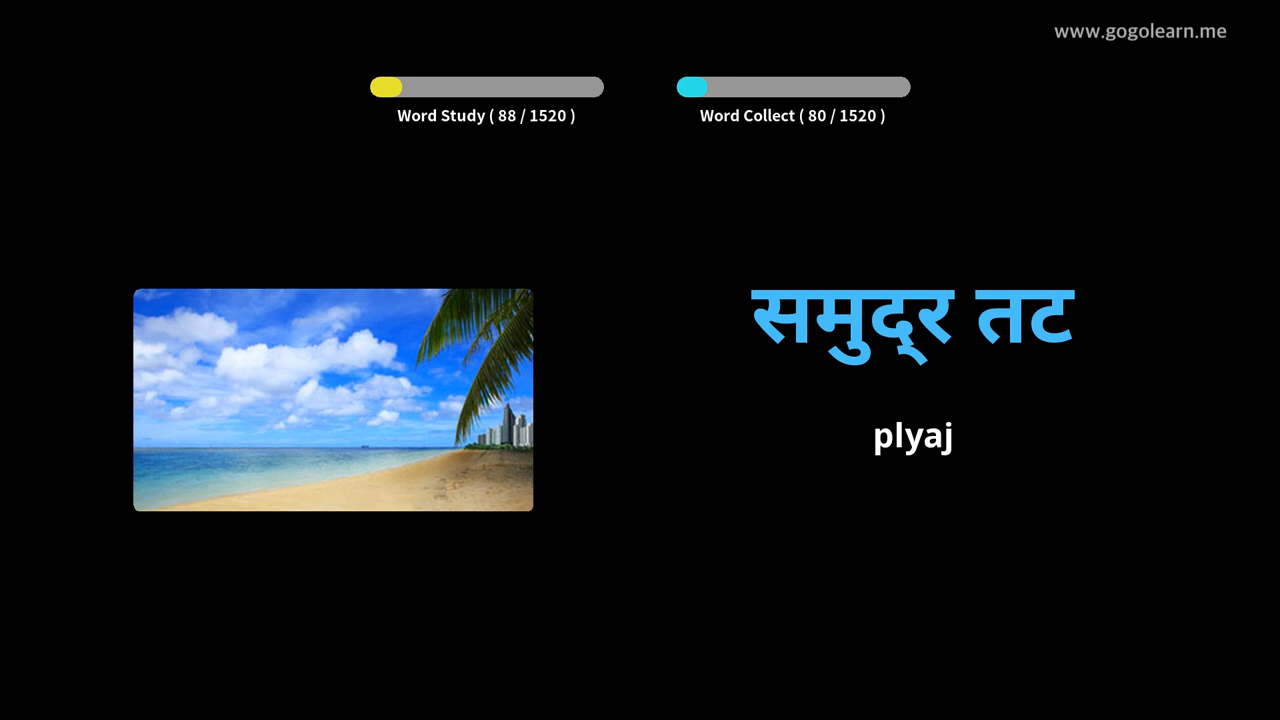 www.gogolearn.me
Word Study ( 88 / 1520 )
Word Collect ( 80 / 1520 )
समुद्र तट
plyaj